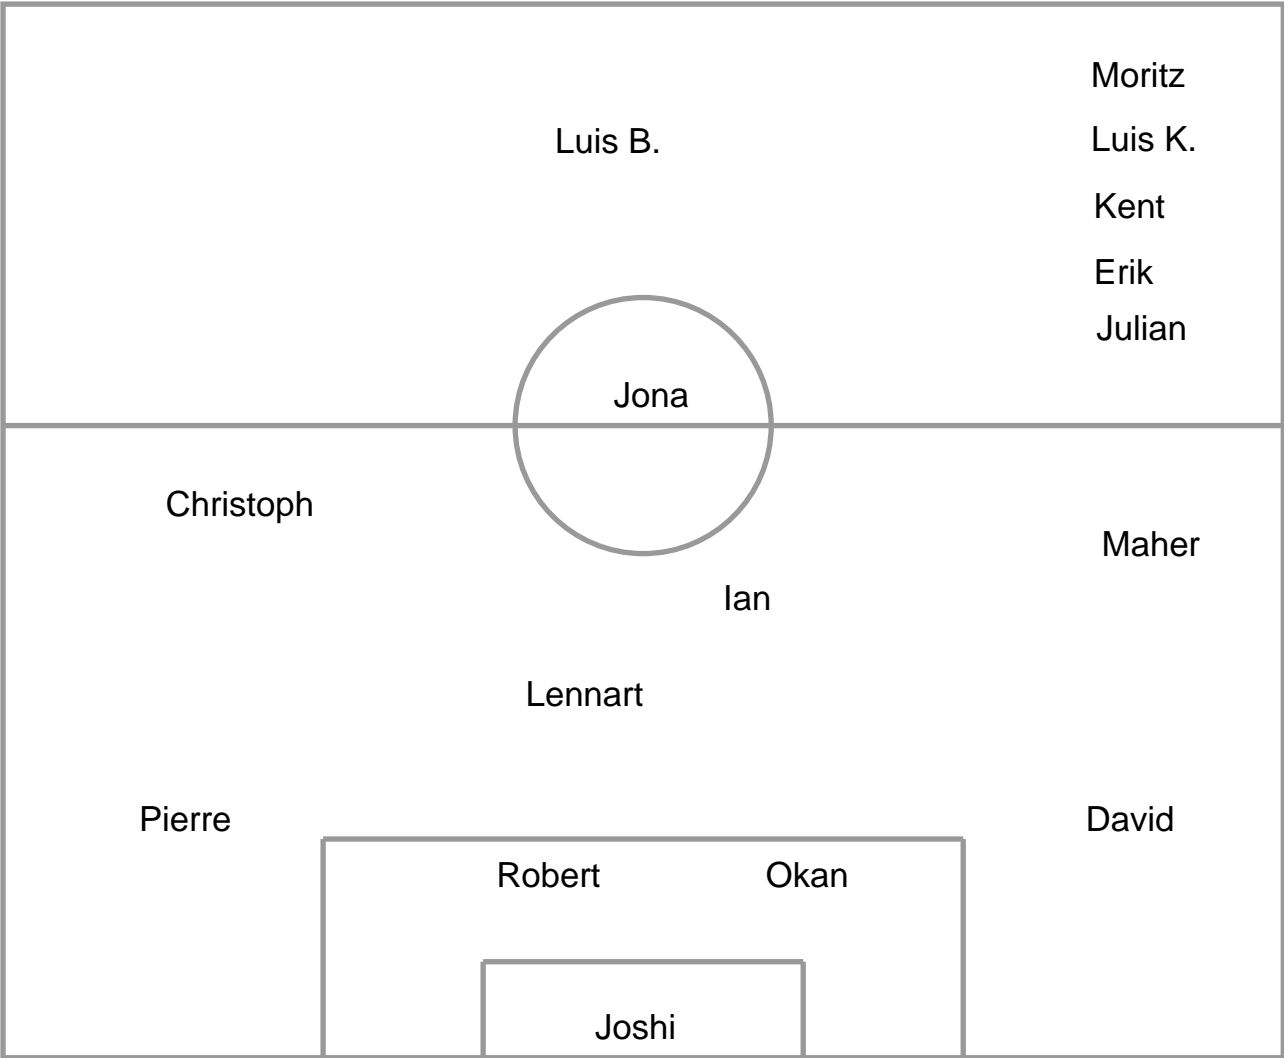 Moritz
Luis B.
Luis K.
Kent
Erik
Julian
Jona
Christoph
Maher
Ian
Lennart
Pierre
David
Robert
Okan
Joshi